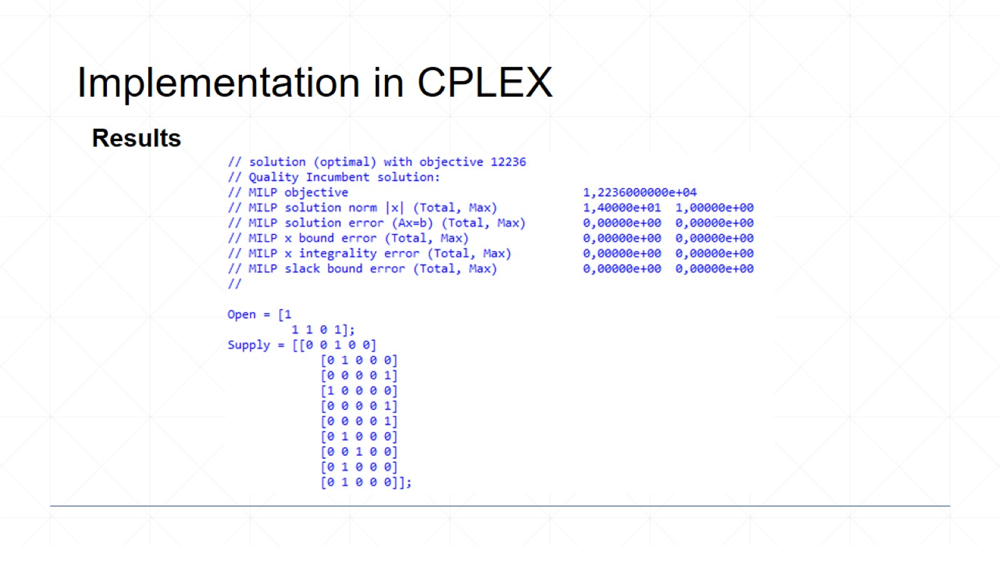 Implementation in CPLEX
Results
// solution (optimal) with objective 12236
// Quality Incumbent solution:
// MILP objective 1,2236000000e+04
// MILP solution norm |x| (Total, Max) 1,40000e+01 1,00000e+00
// MILP solution error (Ax=b) (Total, Max) 0,00000e+00 0,00000e+00
// MILP x bound error (Total, Max) 0,00000e+00 0,00000e+00
// MILP x integrality error (Total, Max) 0,00000e+00 0,00000e+00
// MILP slack bound error (Total, Max) 0,00000e+00 0,00000e+00
//
Open = [1
1 1 0 1];
Supply = [[0 0 1 0 0]
[0 1 0 0 0]
[0 0 0 0 1]
[1 0 0 0 0]
[0 0 0 0 1]
[0 0 0 0 1]
[0 1 0 0 0]
[0 0 1 0 0]
[0 1 0 0 0]
[0 1 0 0 0]];